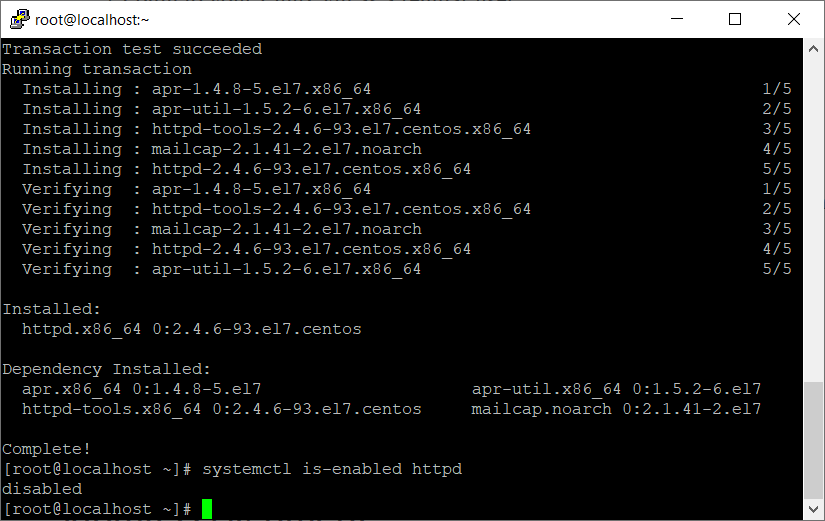 root@localhost:~
Transaction test succeeded
Running transaction
  Installing : apr-1.4.8-5.el7.x86_64                                       1/5
  Installing : apr-util-1.5.2-6.el7.x86_64                                  2/5
  Installing : httpd-tools-2.4.6-93.el7.centos.x86_64                       3/5
  Installing : mailcap-2.1.41-2.el7.noarch                                  4/5
  Installing : httpd-2.4.6-93.el7.centos.x86_64                             5/5
  Verifying  : apr-1.4.8-5.el7.x86_64                                       1/5
  Verifying  : httpd-tools-2.4.6-93.el7.centos.x86_64                       2/5
  Verifying  : mailcap-2.1.41-2.el7.noarch                                  3/5
  Verifying  : httpd-2.4.6-93.el7.centos.x86_64                             4/5
  Verifying  : apr-util-1.5.2-6.el7.x86_64                                  5/5
Installed:
  httpd.x86_64 0:2.4.6-93.el7.centos
Dependency Installed:
  apr.x86_64 0:1.4.8-5.el7                     apr-util.x86_64 0:1.5.2-6.el7
  httpd-tools.x86_64 0:2.4.6-93.el7.centos     mailcap.noarch 0:2.1.41-2.el7
Complete!
[root@localhost ~]# systemctl is-enabled httpd
disabled
[root@localhost ~]#